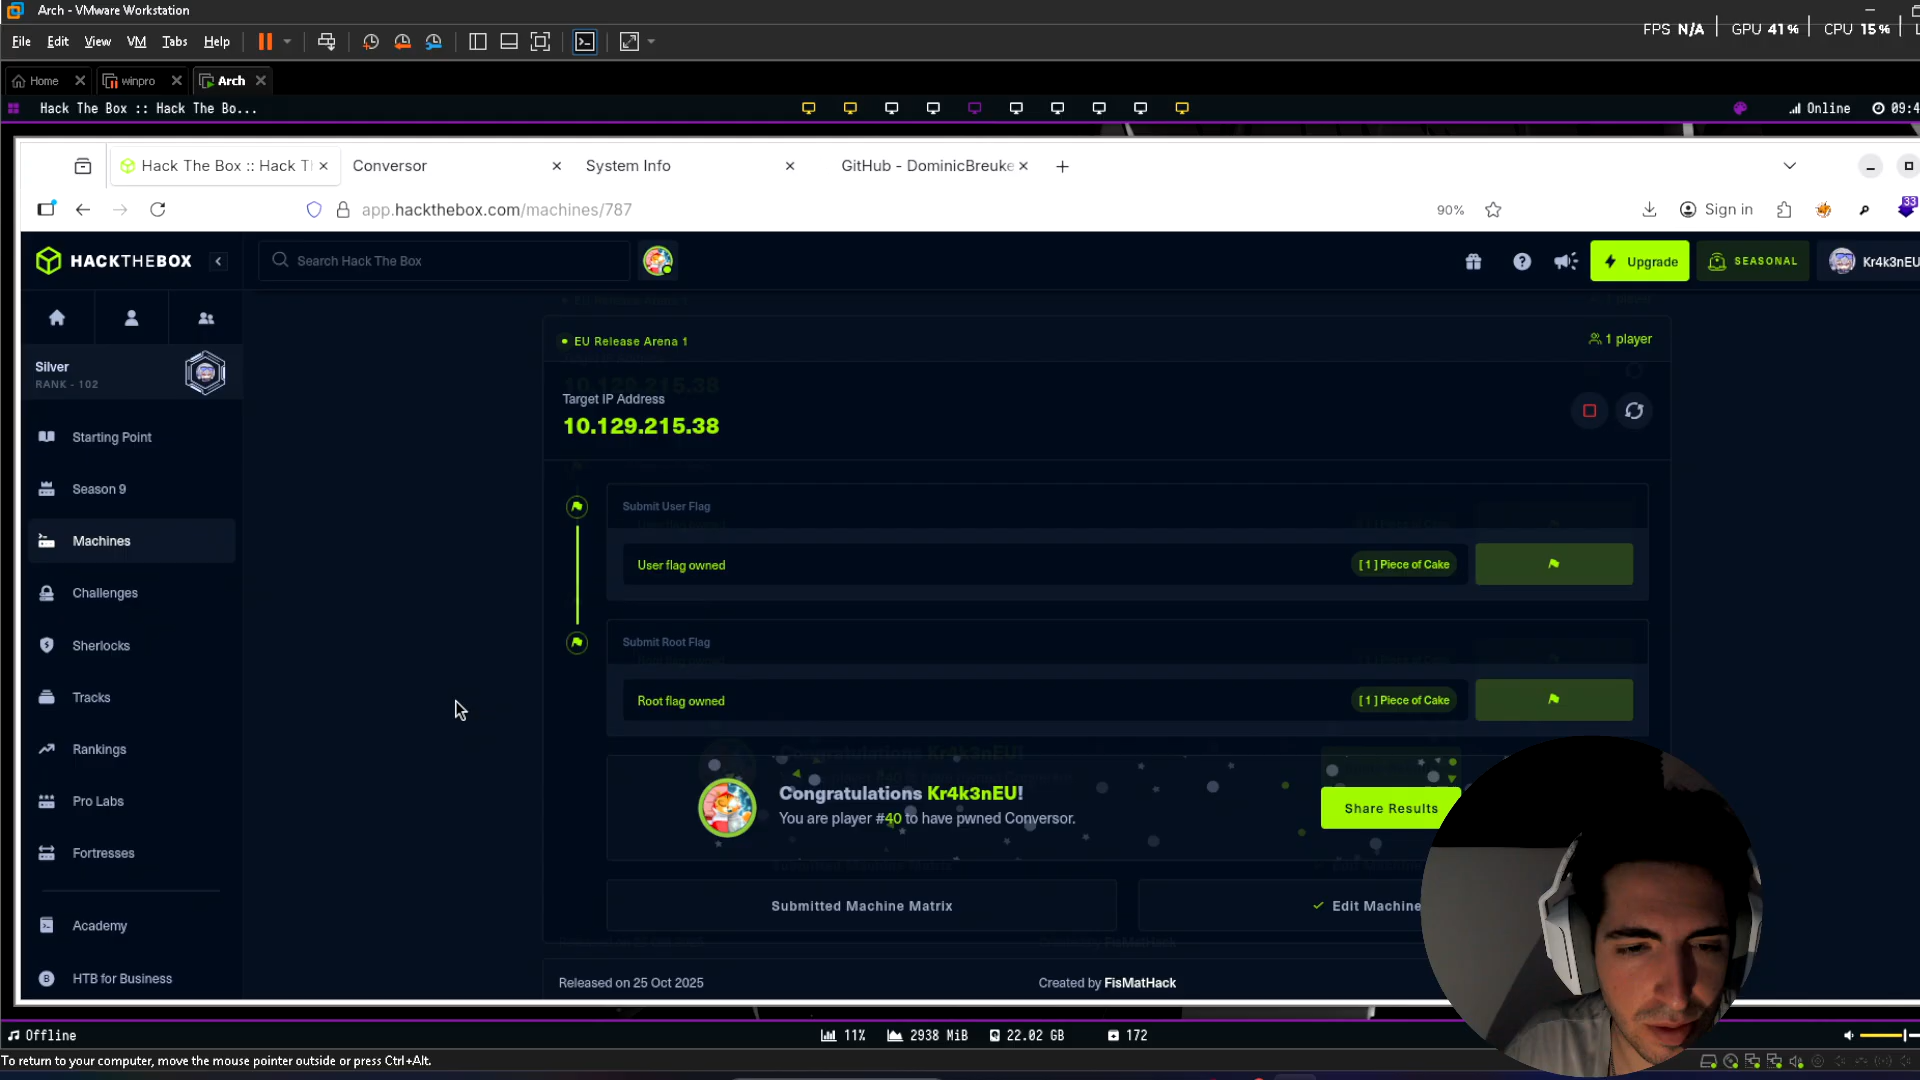 Arch - VMware Workstation
FPS N/A GPU 41% CPU 15%
File Edit View VM Tabs Help
Home winpro Arch
Hack The Box :: Hack The Bo... Online 09:4
Hack The Box :: Hack T Conversor System Info GitHub - DominicBreuke
app.hackthebox.com/machines/787 90% Sign in 33
HACKTHEBOX Search Hack The Box Upgrade SEASONAL Kr4k3nEU
EU Release Arena 1 1 player
Silver
RANK - 102
Target IP Address
10.129.215.38
Starting Point
Season 9
Machines
Challenges
Sherlocks
Tracks
Rankings
Pro Labs
Fortresses
Academy
HTB for Business
Submit User Flag
User flag owned [ 1 ] Piece of Cake
Submit Root Flag
Root flag owned [ 1 ] Piece of Cake
Congratulations Kr4k3nEU!
You are player #40 to have pwned Conversor.
Share Results
Submitted Machine Matrix Edit Machine
Released on 25 Oct 2025 Created by FisMatHack
Offline 11% 2938 MiB 22.02 GB 172
To return to your computer, move the mouse pointer outside or press Ctrl+Alt.